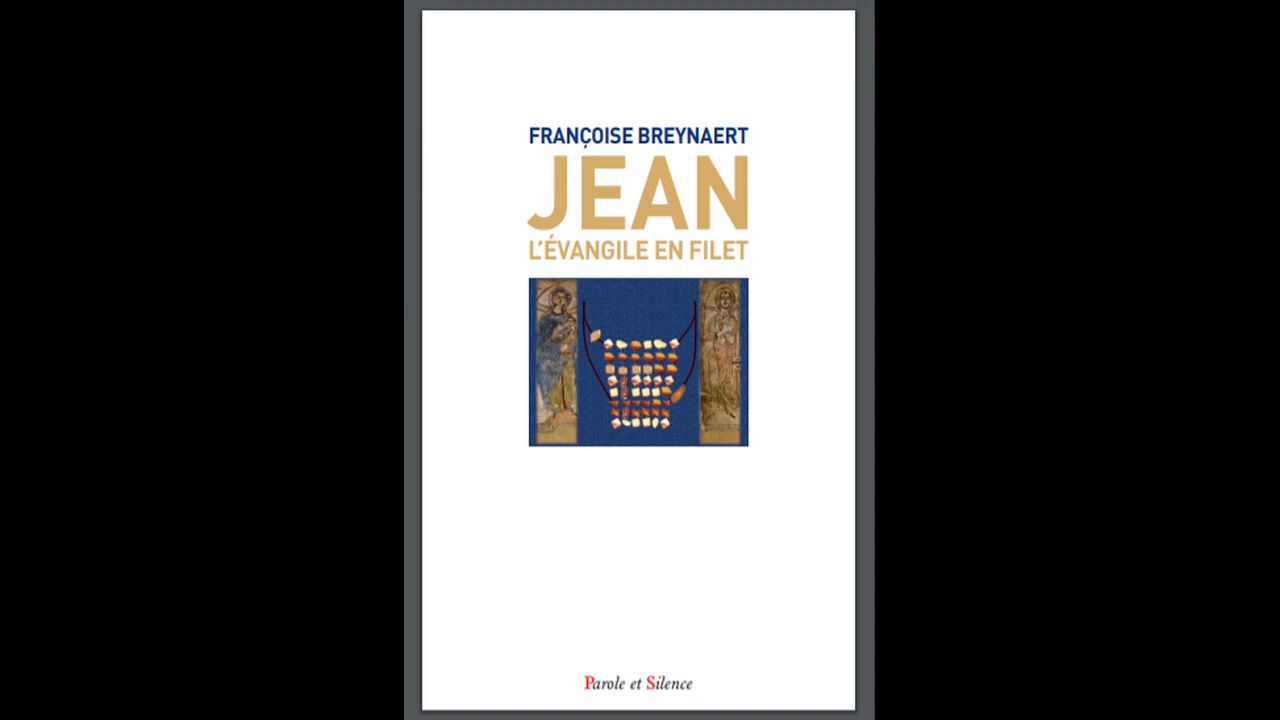 FRANÇOISE BREYNAERT
JEAN
L'ÉVANGILE EN FILET
Parole et Silence